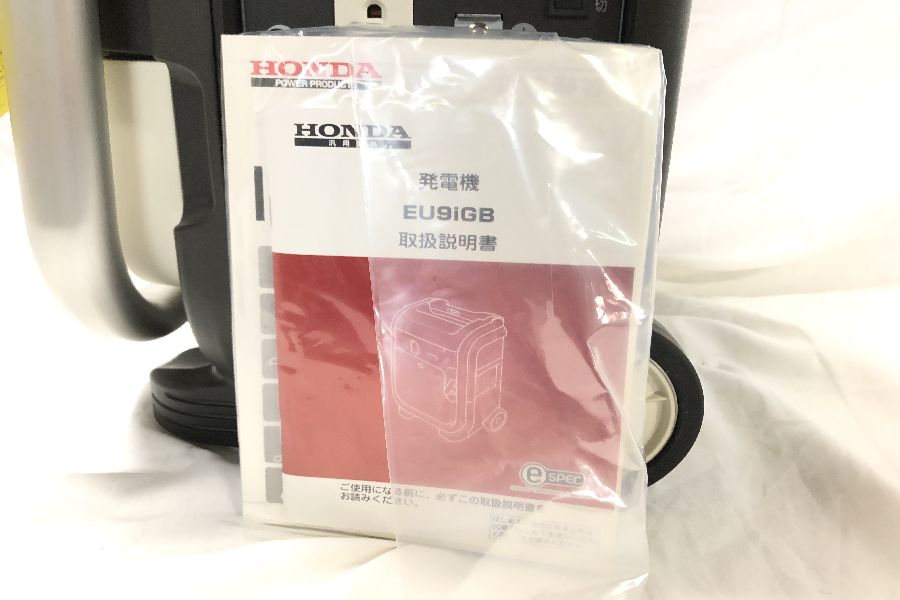 切
HONDA
POWER PRODUCTS
HONDA
汎用
発電機
EU9iGB
取扱説明書
e SPEC
ご使用になる前に、必ずこの取扱説明書を
お読みください。